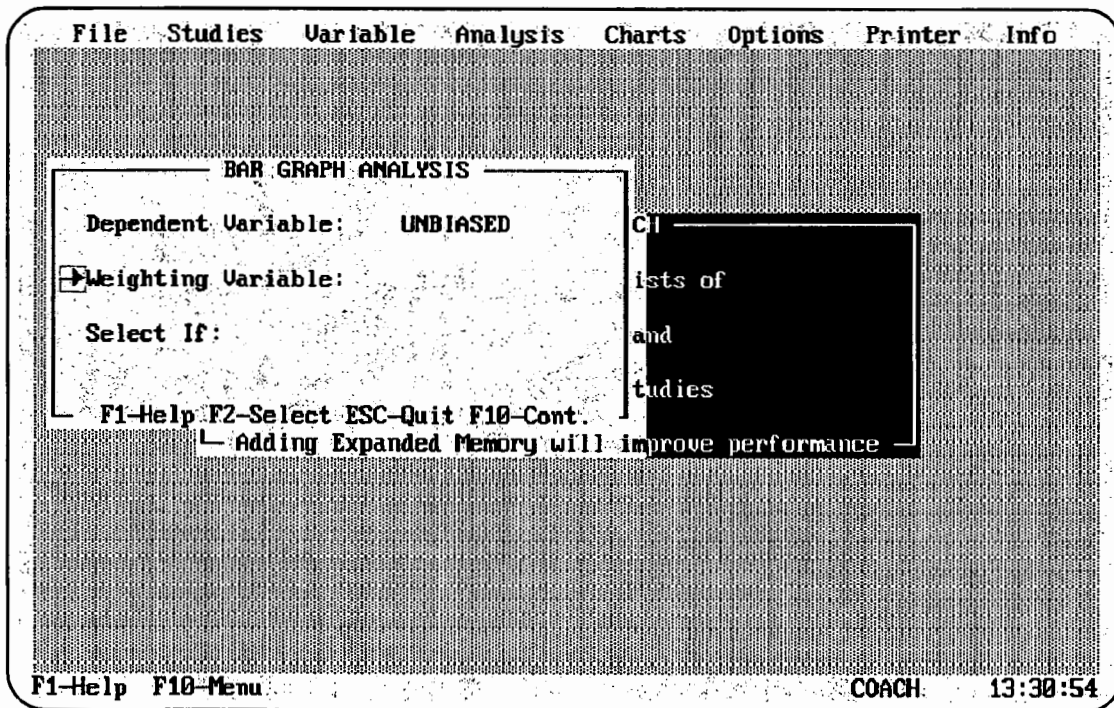 File Studies Variable Analysis Charts Options Printer Info
BAR GRAPH ANALYSIS
Dependent Variable: UNBIASED
CH
Weighting Variable:
ists of
Select If:
and
tudies
F1-Help F2-Select ESC-Quit F10-Cont.
Adding Expanded Memory will improve performance
F1-Help F10-Menu COACH 13:30:54